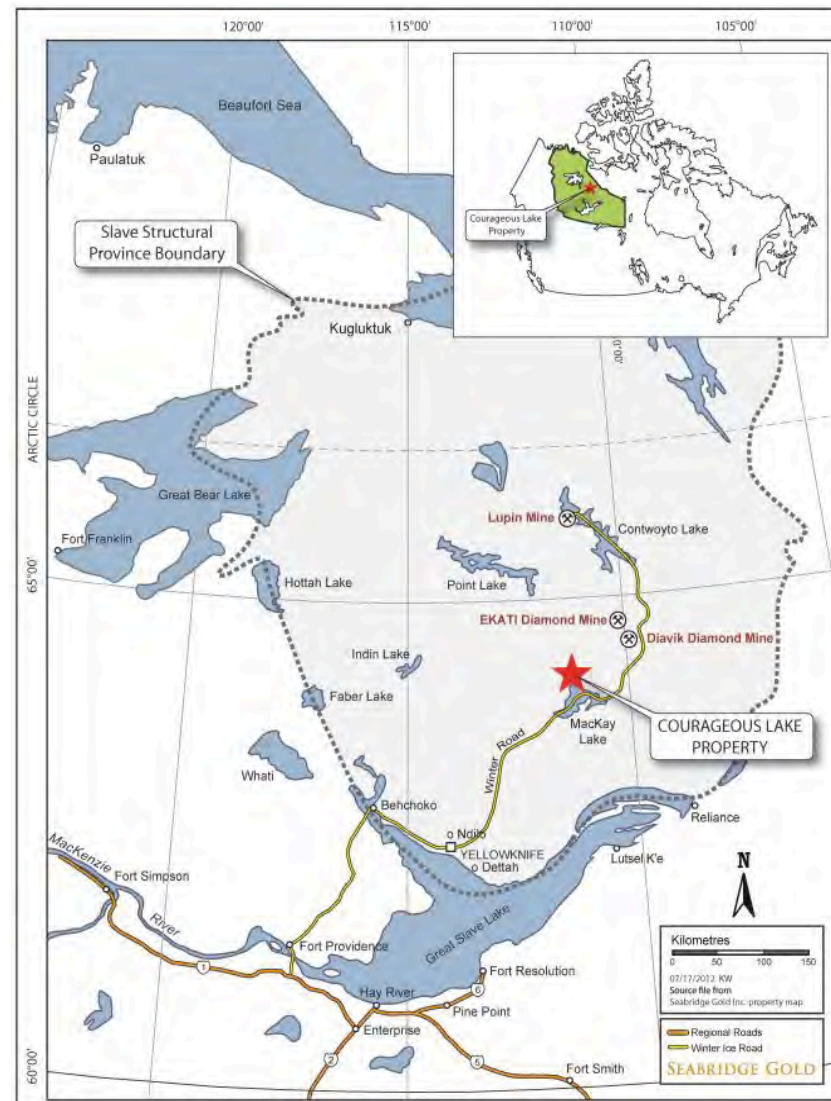 120°00'
115°00'
110°00'
105°00'
Beaufort Sea
Paulatuk
Courageous Lake
Property
Slave Structural
Province Boundary
Kugluktuk
ARCTIC CIRCLE
Great Bear Lake
Lupin Mine
Contwoyto Lake
Fort Franklin
65°00'
Hottah Lake
Point Lake
EKATI Diamond Mine
Diavik Diamond Mine
Indin Lake
Faber Lake
MacKay
Lake
COURAGEOUS LAKE
PROPERTY
Whati
Winter Road
Behchoko
Ndilo
Reliance
YELLOWKNIFE
Dettah
Lutsel K'e
MacKenzie
River
Fort Simpson
N
Great Slave Lake
Fort Providence
Kilometres
0 50 100 150
1
Fort Resolution
07/17/2012 KW
Source file from
Seabridge Gold Inc. property map
Hay River
6
Pine Point
Enterprise
Regional Roads
Winter Ice Road
2
5
SEABRIDGE GOLD
Fort Smith
60°00'